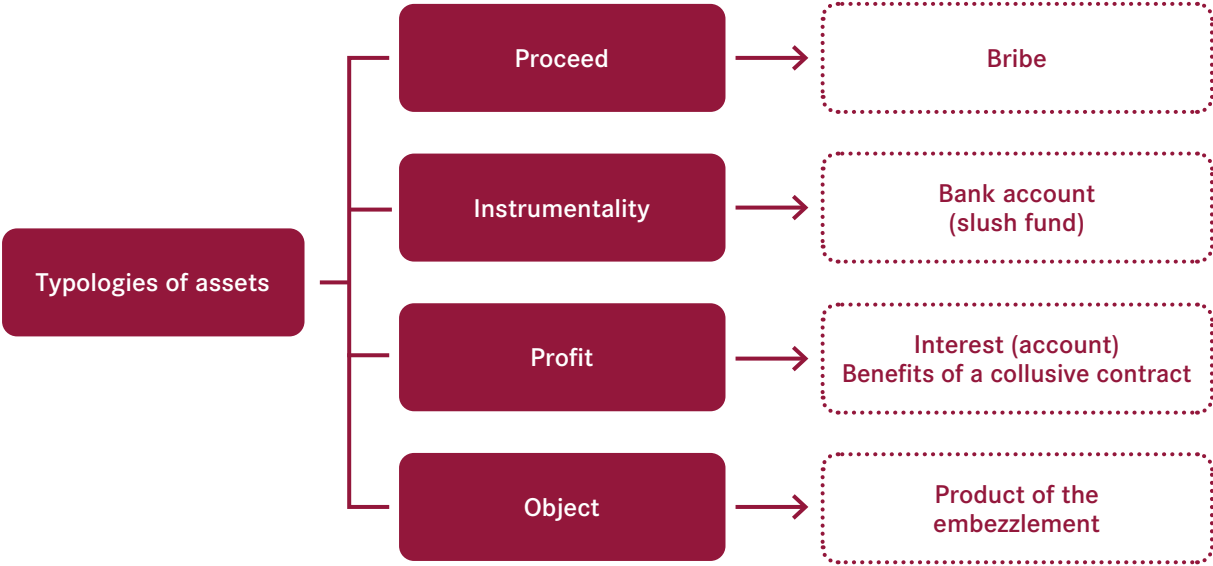 Typologies of assets
Proceed
Bribe
Instrumentality
Bank account
(slush fund)
Profit
Interest (account)
Benefits of a collusive contract
Object
Product of the
embezzlement